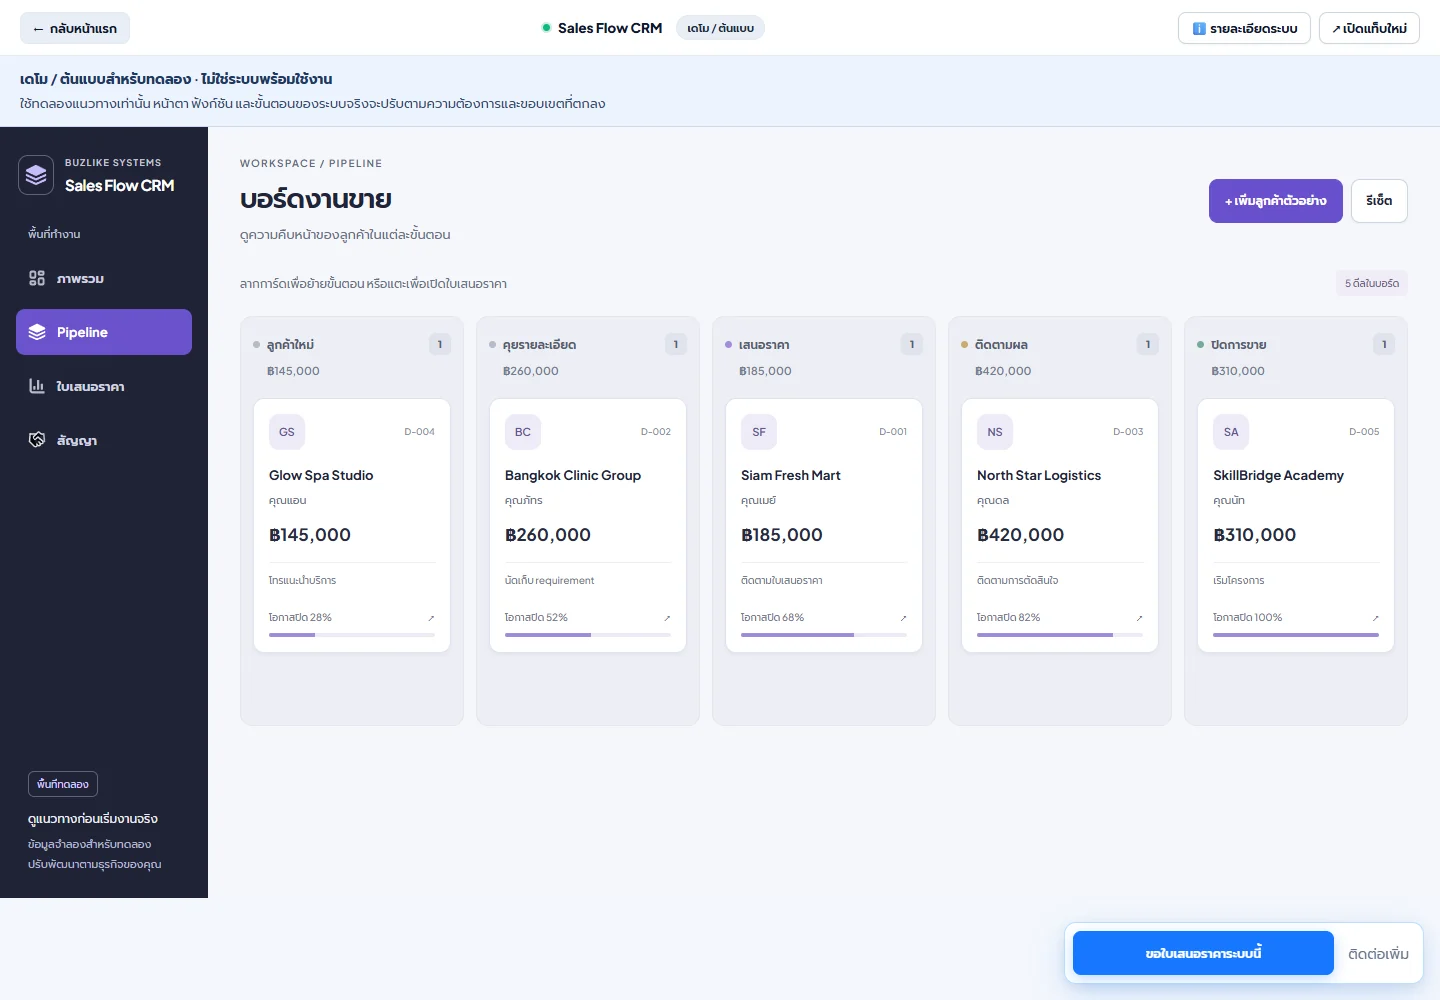 ← กลับหน้าแรก
Sales Flow CRM
เดโม / ต้นแบบ
รายละเอียดระบบ
↗ เปิดแท็บใหม่
เดโม / ต้นแบบสำหรับทดลอง · ไม่ใช่ระบบพร้อมใช้งาน
ใช้ทดลองแนวทางเท่านั้น หน้าตา ฟังก์ชัน และขั้นตอนของระบบจริงจะปรับตามความต้องการและขอบเขตที่ตกลง
BUZLIKE SYSTEMS
Sales Flow CRM
พื้นที่ทำงาน
ภาพรวม
Pipeline
ใบเสนอราคา
สัญญา
พื้นที่ทดลอง
ดูแนวทางก่อนเริ่มงานจริง
ข้อมูลจำลองสำหรับทดลอง
ปรับพัฒนาตามธุรกิจของคุณ
WORKSPACE / PIPELINE
บอร์ดงานขาย
ดูความคืบหน้าของลูกค้าในแต่ละขั้นตอน
+ เพิ่มลูกค้าตัวอย่าง
รีเซ็ต
ลากการ์ดเพื่อย้ายขั้นตอน หรือแตะเพื่อเปิดใบเสนอราคา
5 ดีลในบอร์ด
ลูกค้าใหม่
1
฿145,000
GS
D-004
Glow Spa Studio
คุณแอน
฿145,000
โทรแนะนำบริการ
โอกาสปิด 28%
↗
คุยรายละเอียด
1
฿260,000
BC
D-002
Bangkok Clinic Group
คุณภัทร
฿260,000
นัดเก็บ requirement
โอกาสปิด 52%
↗
เสนอราคา
1
฿185,000
SF
D-001
Siam Fresh Mart
คุณเมย์
฿185,000
ติดตามใบเสนอราคา
โอกาสปิด 68%
↗
ติดตามผล
1
฿420,000
NS
D-003
North Star Logistics
คุณดล
฿420,000
ติดตามการตัดสินใจ
โอกาสปิด 82%
↗
ปิดการขาย
1
฿310,000
SA
D-005
SkillBridge Academy
คุณนัท
฿310,000
เริ่มโครงการ
โอกาสปิด 100%
↗
ขอใบเสนอราคาระบบนี้
ติดต่อเพิ่ม